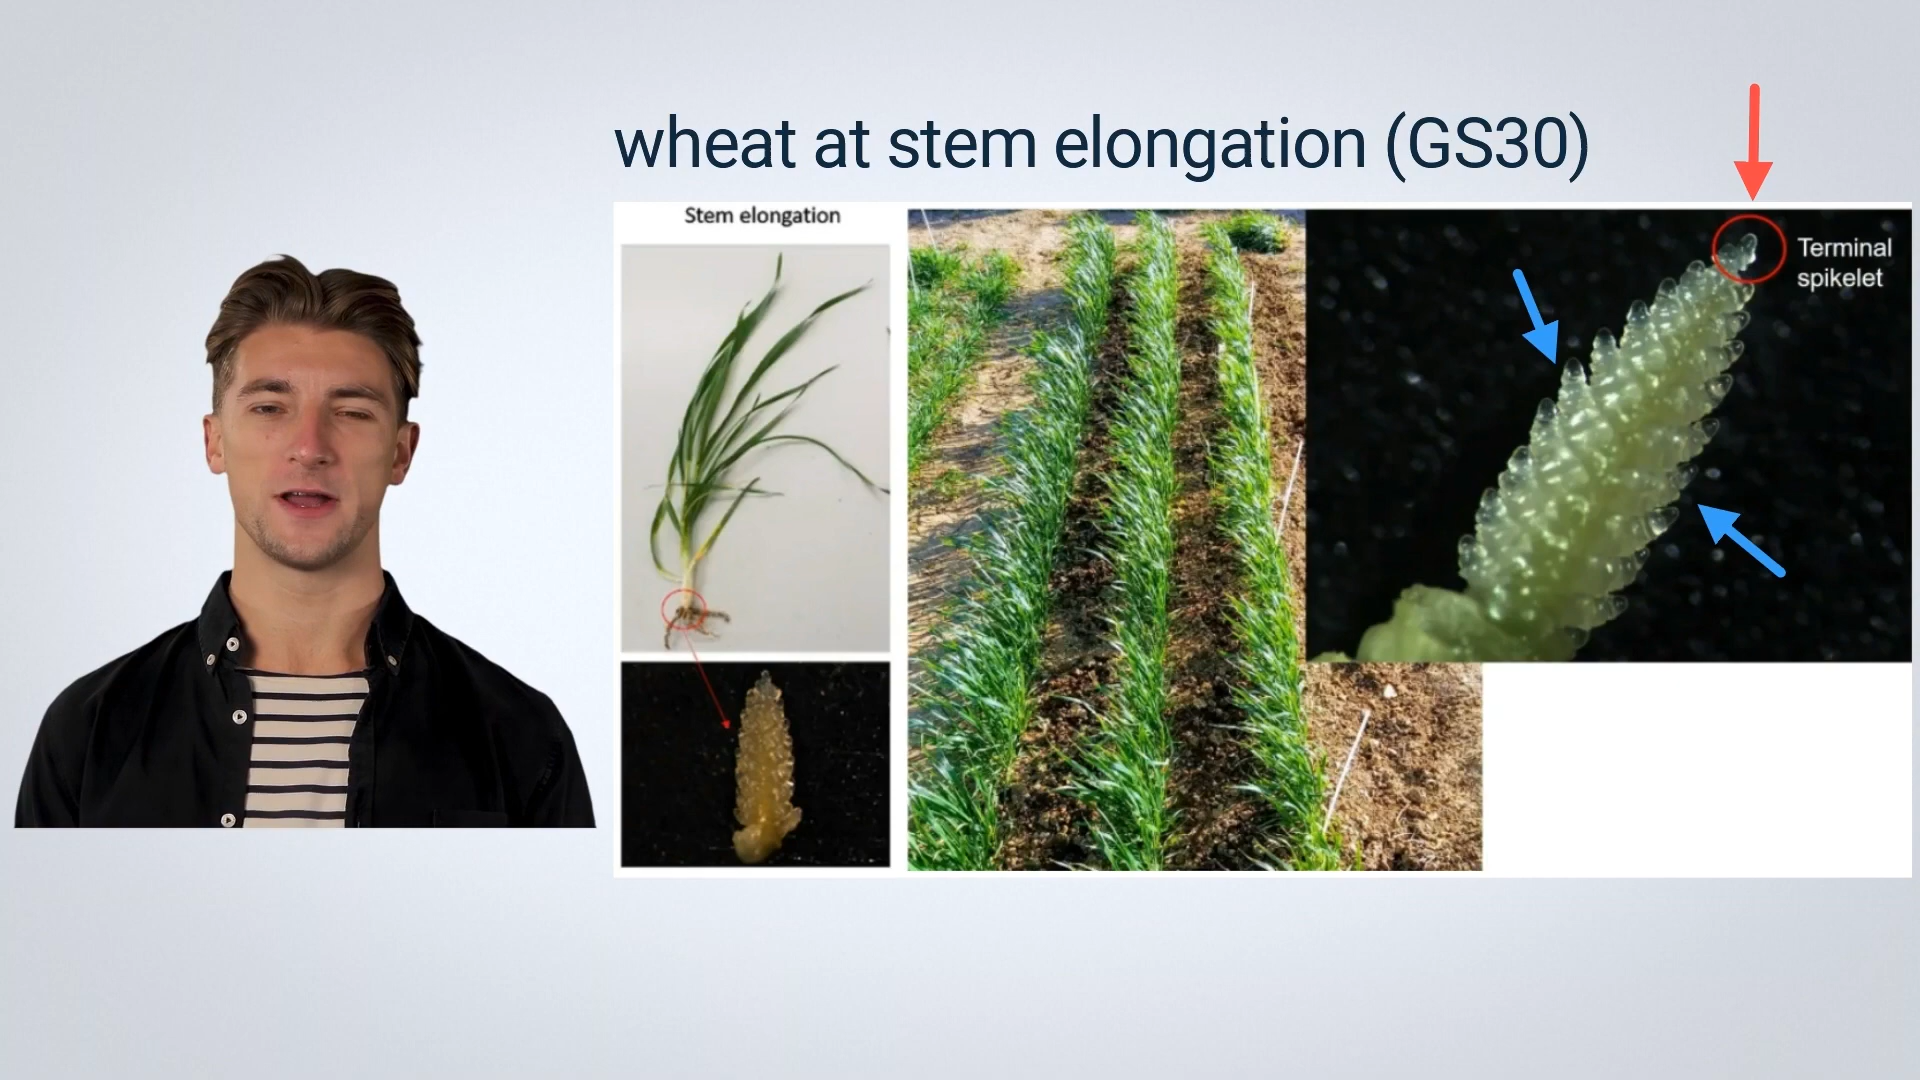 wheat at stem elongation (GS30)
Stem elongation
Terminal
spikelet